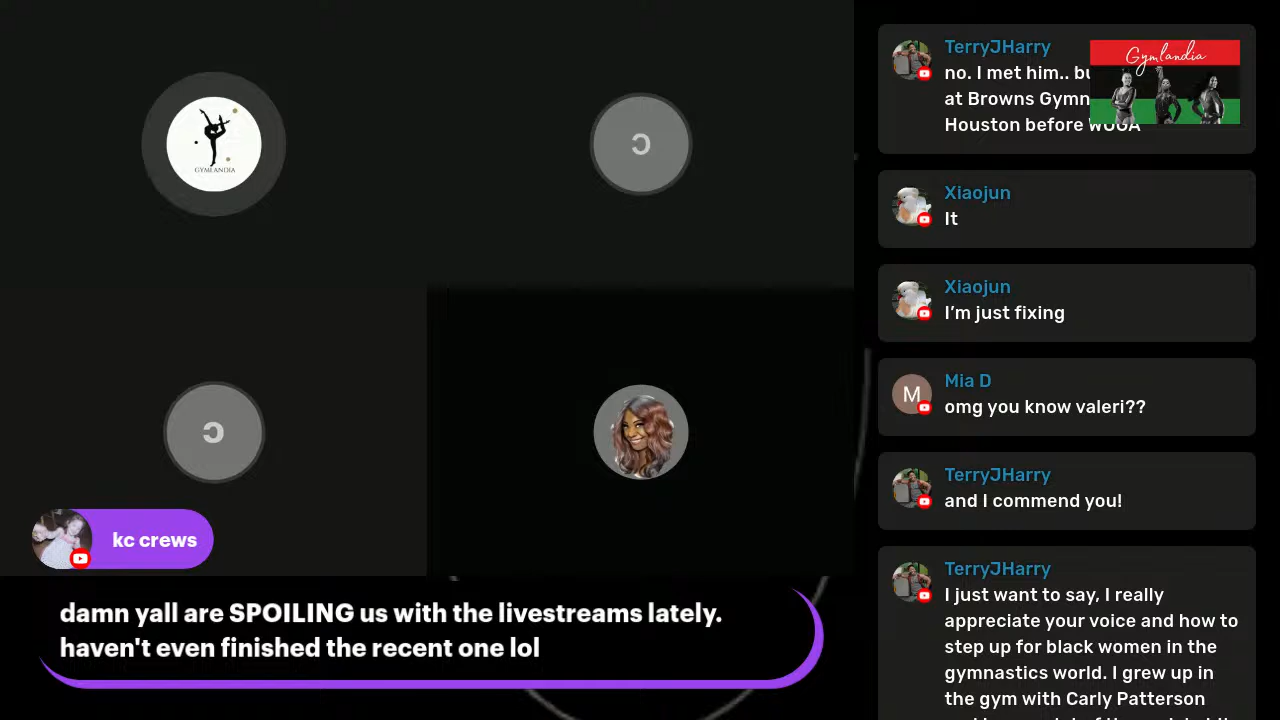 GYMLANDIA
ↄ
ↄ
kc crews
damn yall are SPOILING us with the livestreams lately.
haven't even finished the recent one lol
TerryJHarry
no. I met him.. bu
at Browns Gymn
Houston before WOGA
Gymlandia
Xiaojun
It
Xiaojun
I'm just fixing
M
Mia D
omg you know valeri??
TerryJHarry
and I commend you!
TerryJHarry
I just want to say, I really
appreciate your voice and how to
step up for black women in the
gymnastics world. I grew up in
the gym with Carly Patterson